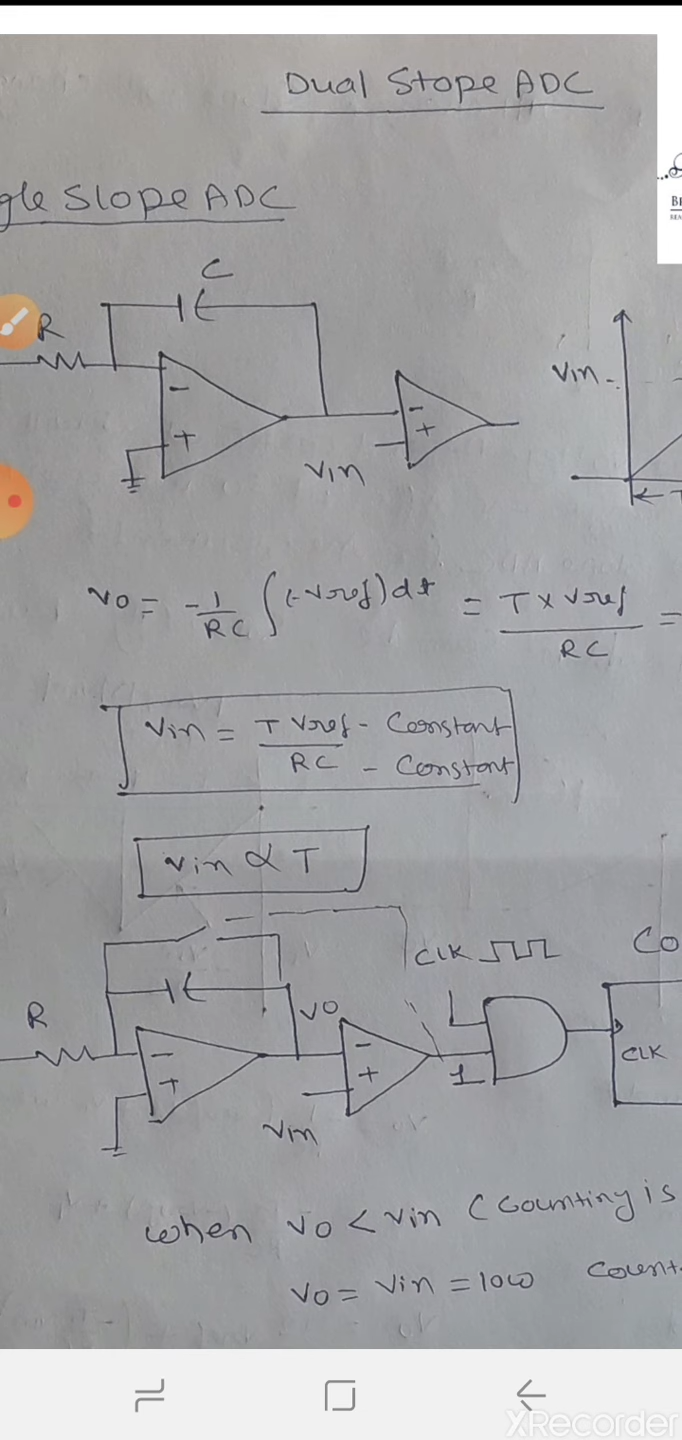 Dual Slope ADC
gle Slope ADC
C
R
-
+
-
+
Vin
Vin
Vo = -1/RC ∫(-Vref)dt = T x Vref / RC =
Vin = T Vref - Constant
RC - Constant
Vin ∝ T
CLK
Co
R
Vo
-
+
-
+
1
CLK
Vin
when Vo < Vin ( Counting is
Vo = Vin = low Count
XRecorder